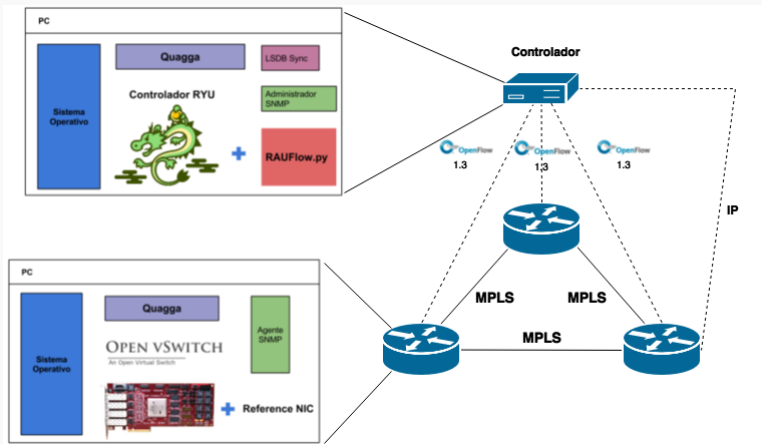 PC
Quagga
LSDB Sync
Controlador RYU
Administrador
SNMP
Sistema
Operativo
RAUFlow.py
Controlador
OpenFlow
1.3
OpenFlow
1.3
OpenFlow
1.3
IP
MPLS
MPLS
MPLS
PC
Quagga
OPEN VSWITCH
An Open Virtual Switch
Agente
SNMP
Sistema
Operativo
Reference NIC